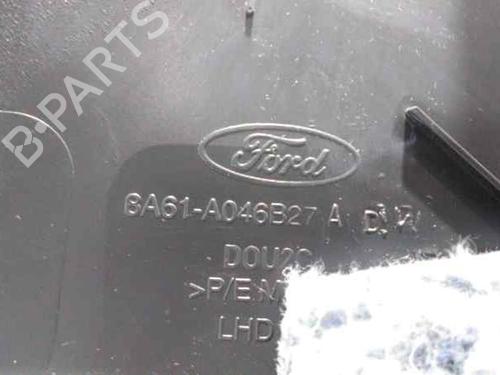 B-PARTS
Ford
8A61-A046B27 A D.W
D0U2C
>P/E.M
LHD